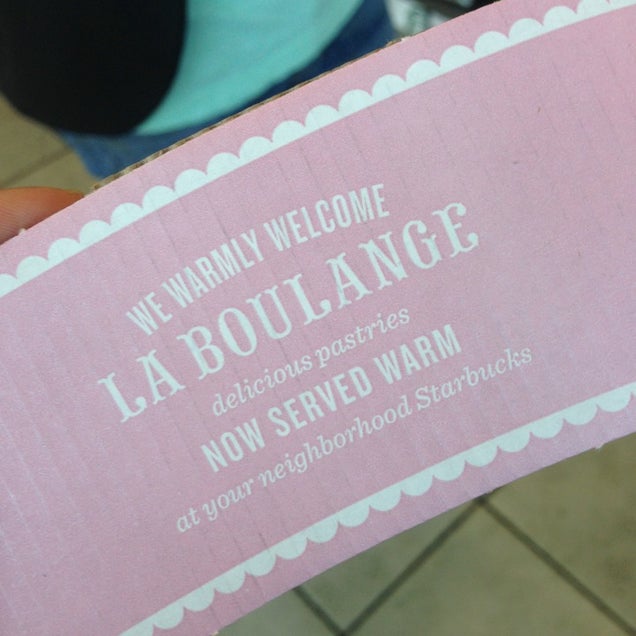 WE WARMLY WELCOME
LA BOULANGE
delicious pastries
NOW SERVED WARM
at your neighborhood Starbucks